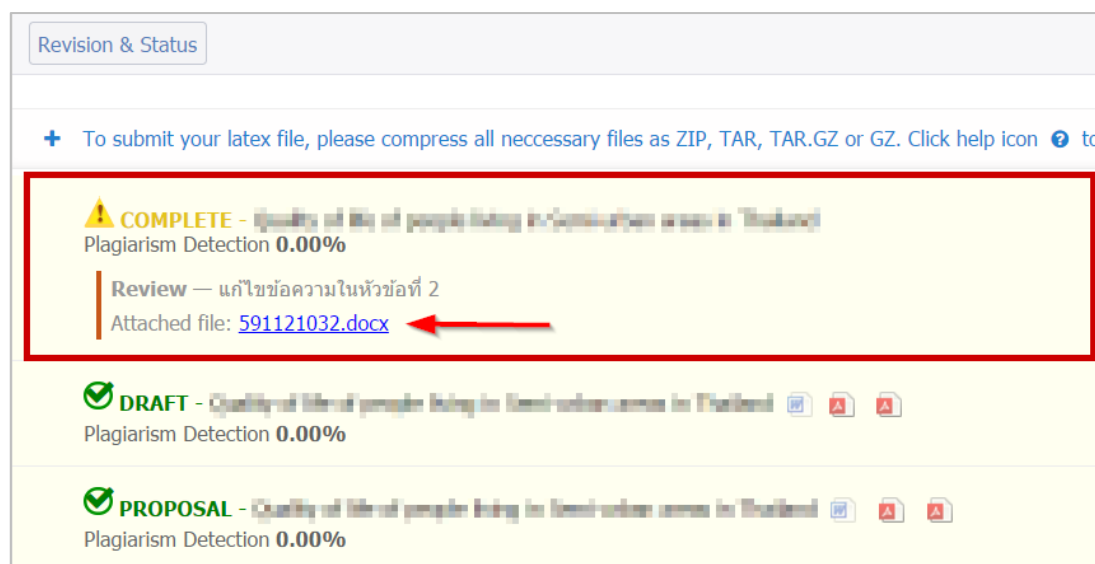 Revision & Status
To submit your latex file, please compress all neccessary files as ZIP, TAR, TAR.GZ or GZ. Click help icon to
COMPLETE -
Plagiarism Detection 0.00%
Review — แก้ไขข้อความในหัวข้อที่ 2
Attached file: 591121032.docx
DRAFT -
Plagiarism Detection 0.00%
PROPOSAL -
Plagiarism Detection 0.00%